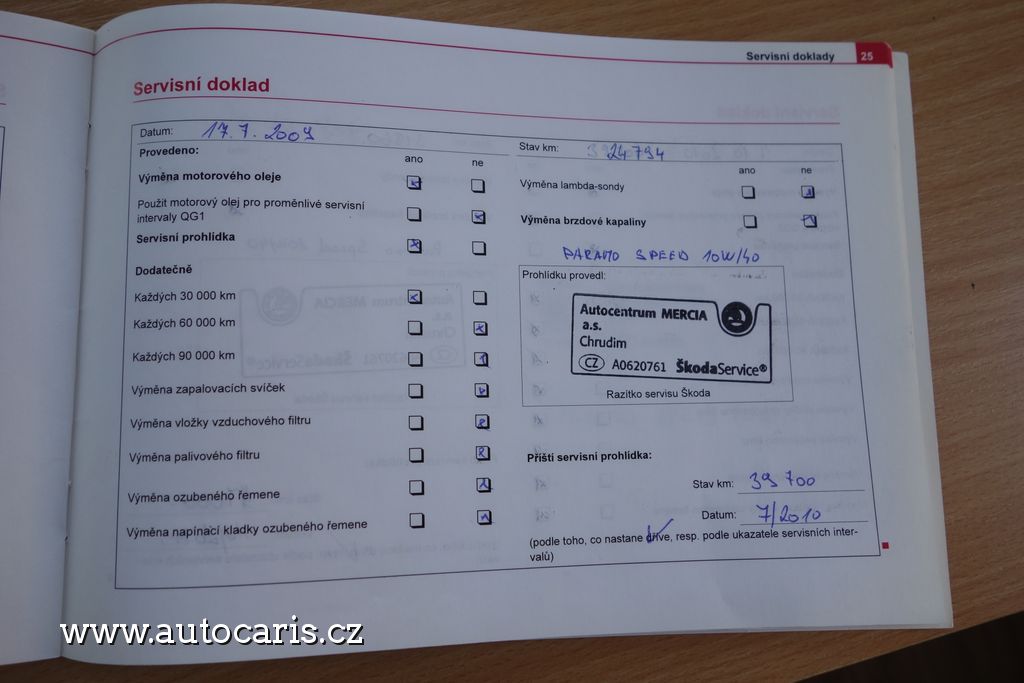 Servisní doklady 25
Servisní doklad
Datum: 17.7.2009
Stav km: 24794
Provedeno:
ano ne
ano ne
Výměna motorového oleje
Použit motorový olej pro proměnlivé servisní
intervaly QG1
Servisní prohlídka
Dodatečně
Každých 30 000 km
Každých 60 000 km
Každých 90 000 km
Výměna zapalovacích svíček
Výměna vložky vzduchového filtru
Výměna palivového filtru
Výměna ozubeného řemene
Výměna napínací kladky ozubeného řemene
Výměna lambda-sondy
Výměna brzdové kapaliny
PARAMO SPEED 10W/40
Prohlídku provedl:
Autocentrum MERCIA
a.s.
Chrudim
CZ A0620761 ŠkodaService®
Razítko servisu Škoda
Příští servisní prohlídka:
Stav km: 39 700
Datum: 7/2010
(podle toho, co nastane dříve, resp. podle ukazatele servisních inter-
valů)
www.autocaris.cz